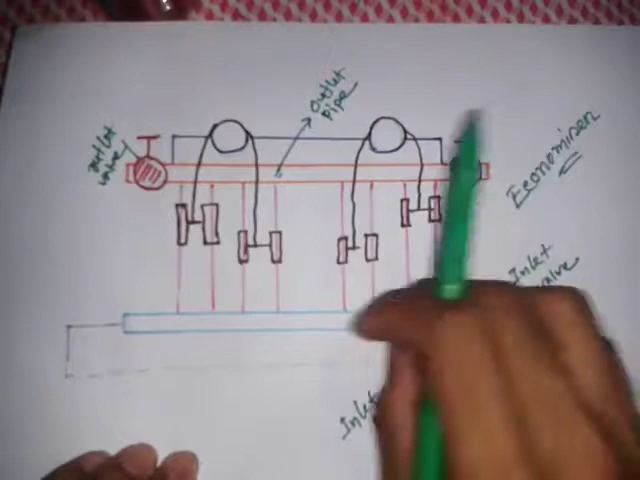 outlet
valve
outlet
pipe
Economiser
Inlet
valve
Inlet